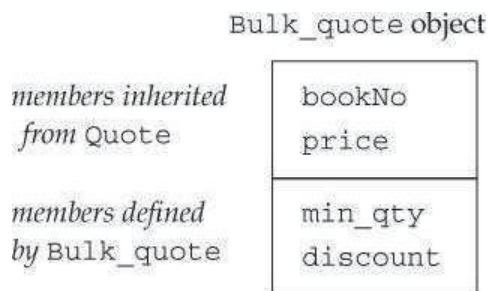 Bulk_quote object
members inherited
from Quote
bookNo
price
members defined
by Bulk_quote
min_qty
discount